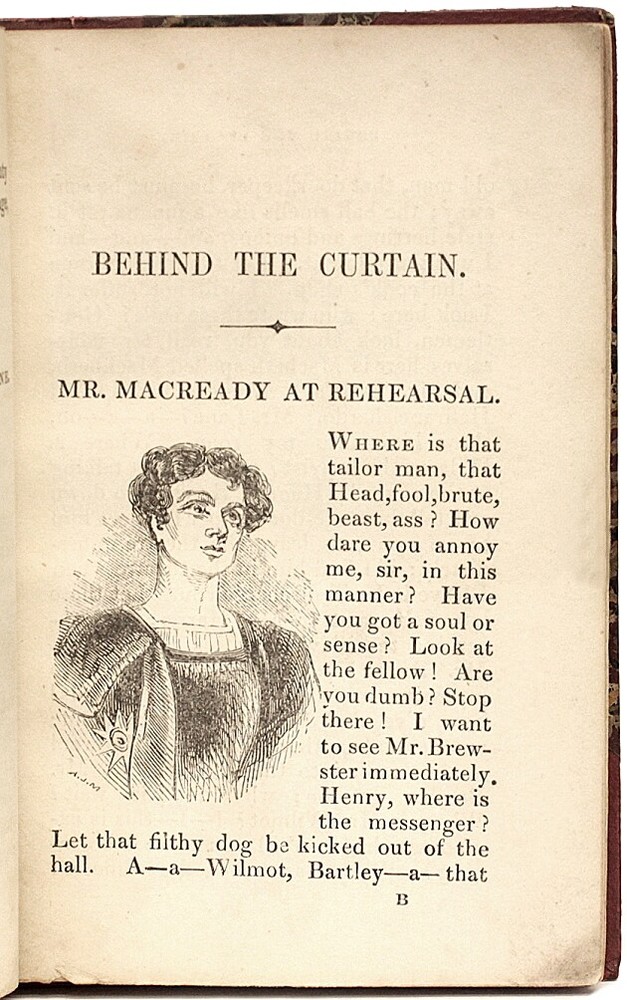 BEHIND THE CURTAIN.
MR. MACREADY AT REHEARSAL.
WHERE is that
tailor man, that
Head,fool,brute,
beast, ass ? How
dare you annoy
me, sir, in this
manner ? Have
you got a soul or
sense ? Look at
the fellow ! Are
you dumb ? Stop
there ! I want
to see Mr. Brew-
ster immediately.
Henry, where is
the messenger ?
Let that filthy dog be kicked out of the
hall. A—a—Wilmot, Bartley—a— that
B
A.J.M